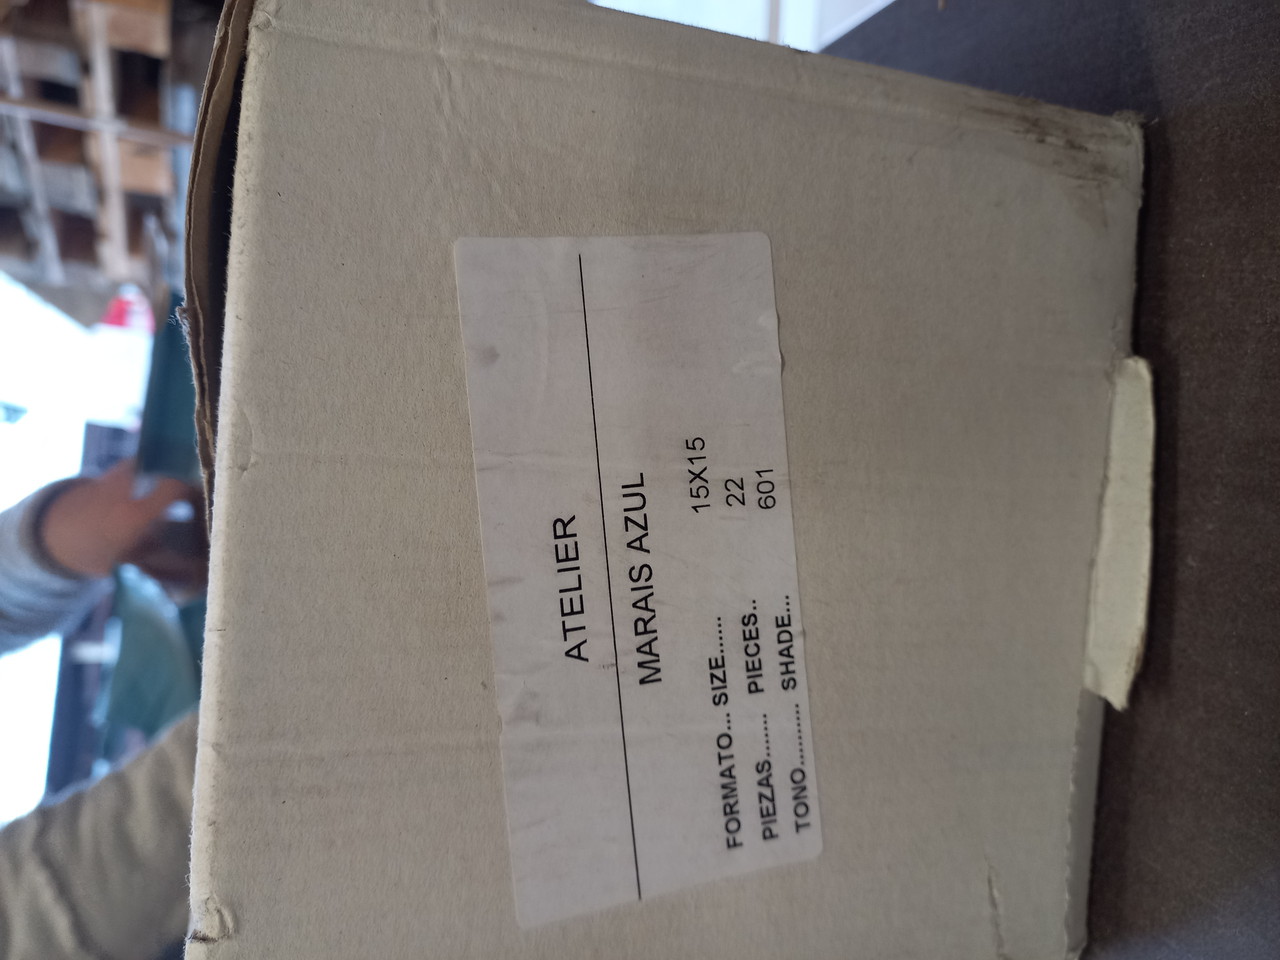 ATELIER
MARAIS AZUL
FORMATO... SIZE...... 15X15
PIEZAS....... PIECES.. 22
TONO........... SHADE... 601